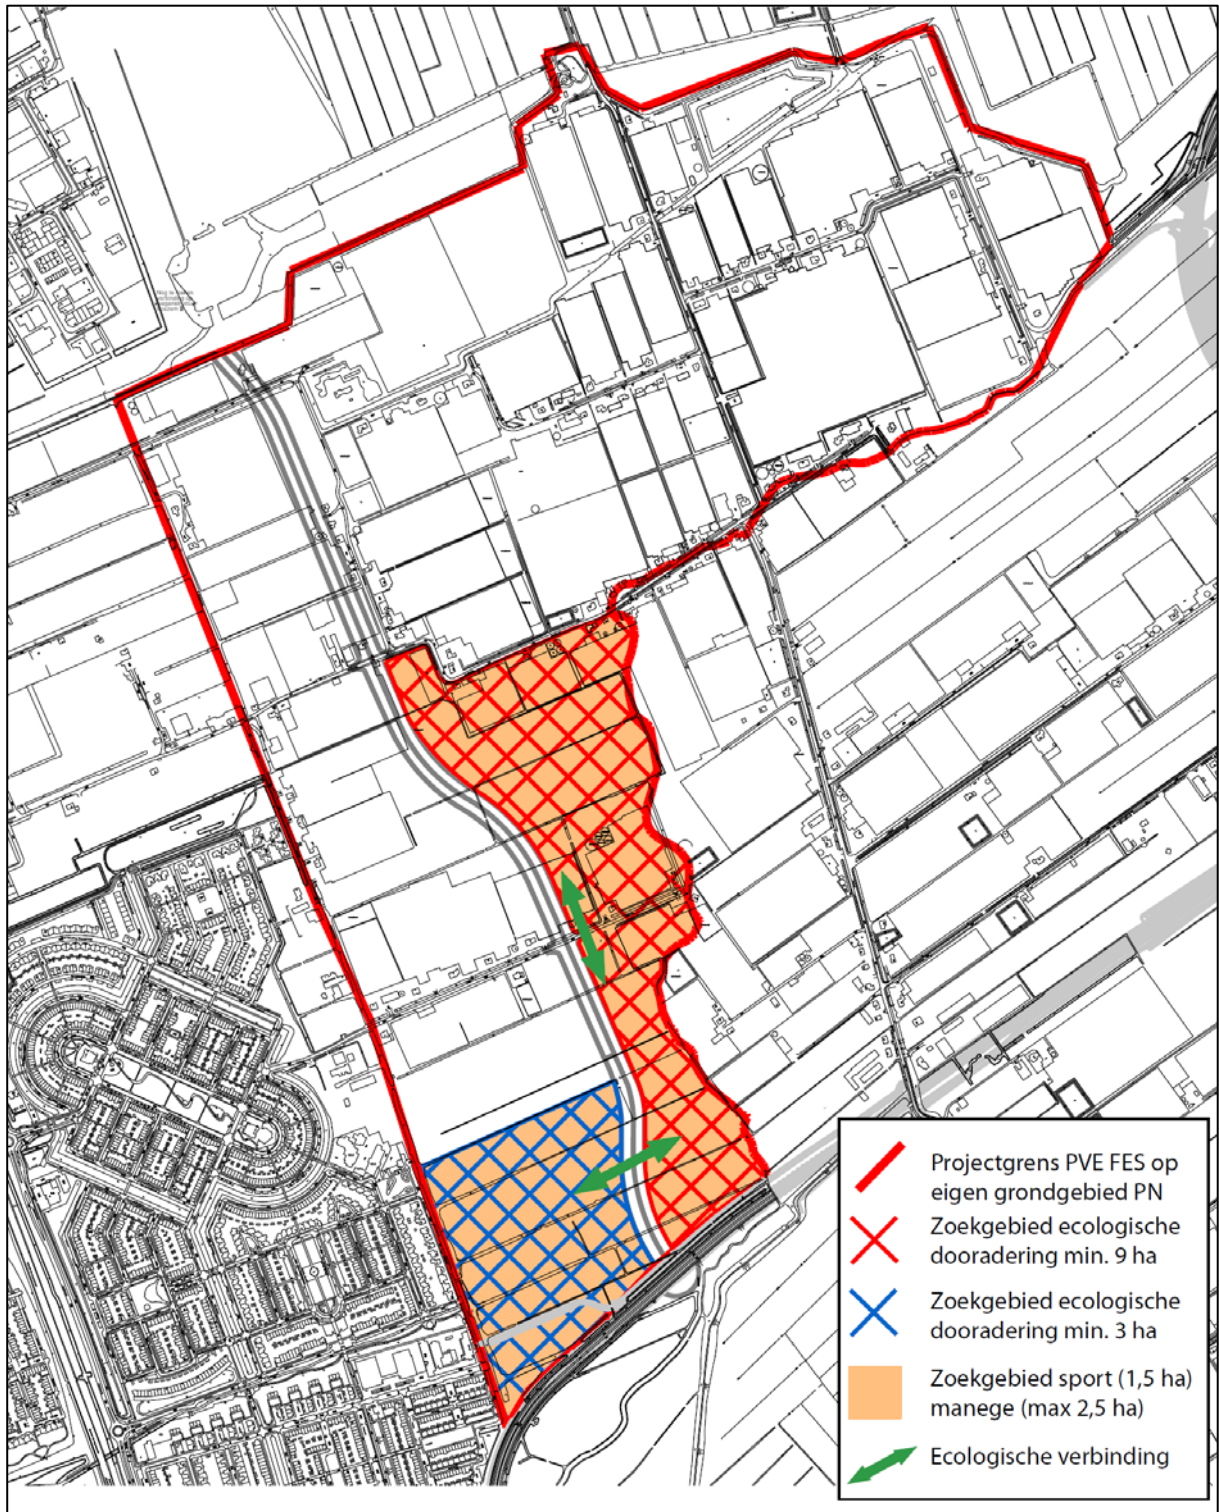 Projectgrens PVE FES op
eigen grondgebied PN
Zoekgebied ecologische
dooradering min. 9 ha
Zoekgebied ecologische
dooradering min. 3 ha
Zoekgebied sport (1,5 ha)
manege (max 2,5 ha)
Ecologische verbinding